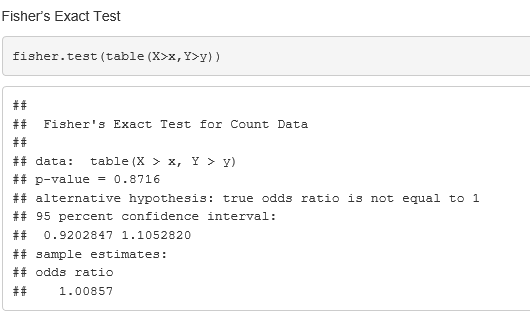 Fisher's Exact Test
fisher.test(table(X>x,Y>y))
##
## Fisher's Exact Test for Count Data
##
## data: table(X > x, Y > y)
## p-value = 0.8716
## alternative hypothesis: true odds ratio is not equal to 1
## 95 percent confidence interval:
## 0.9202847 1.1052820
## sample estimates:
## odds ratio
## 1.00857